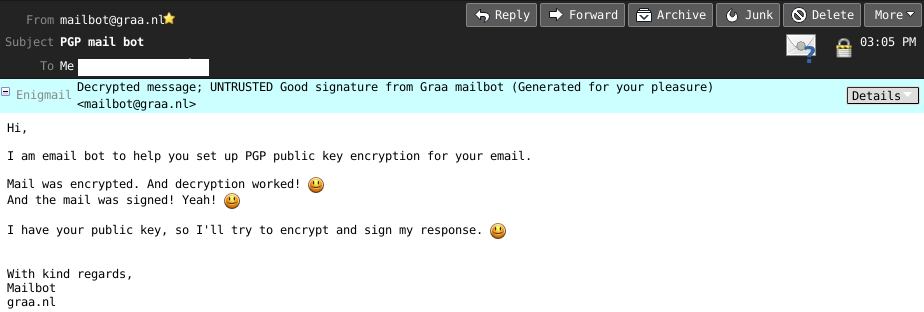 From mailbot@graa.nl
Reply
Forward
Archive
Junk
Delete
More
Subject PGP mail bot
03:05 PM
To Me
Enigmail
Decrypted message; UNTRUSTED Good signature from Graa mailbot (Generated for your pleasure)
<mailbot@graa.nl>
Details
Hi,
I am email bot to help you set up PGP public key encryption for your email.
Mail was encrypted. And decryption worked!
And the mail was signed! Yeah!
I have your public key, so I'll try to encrypt and sign my response.
With kind regards,
Mailbot
graa.nl